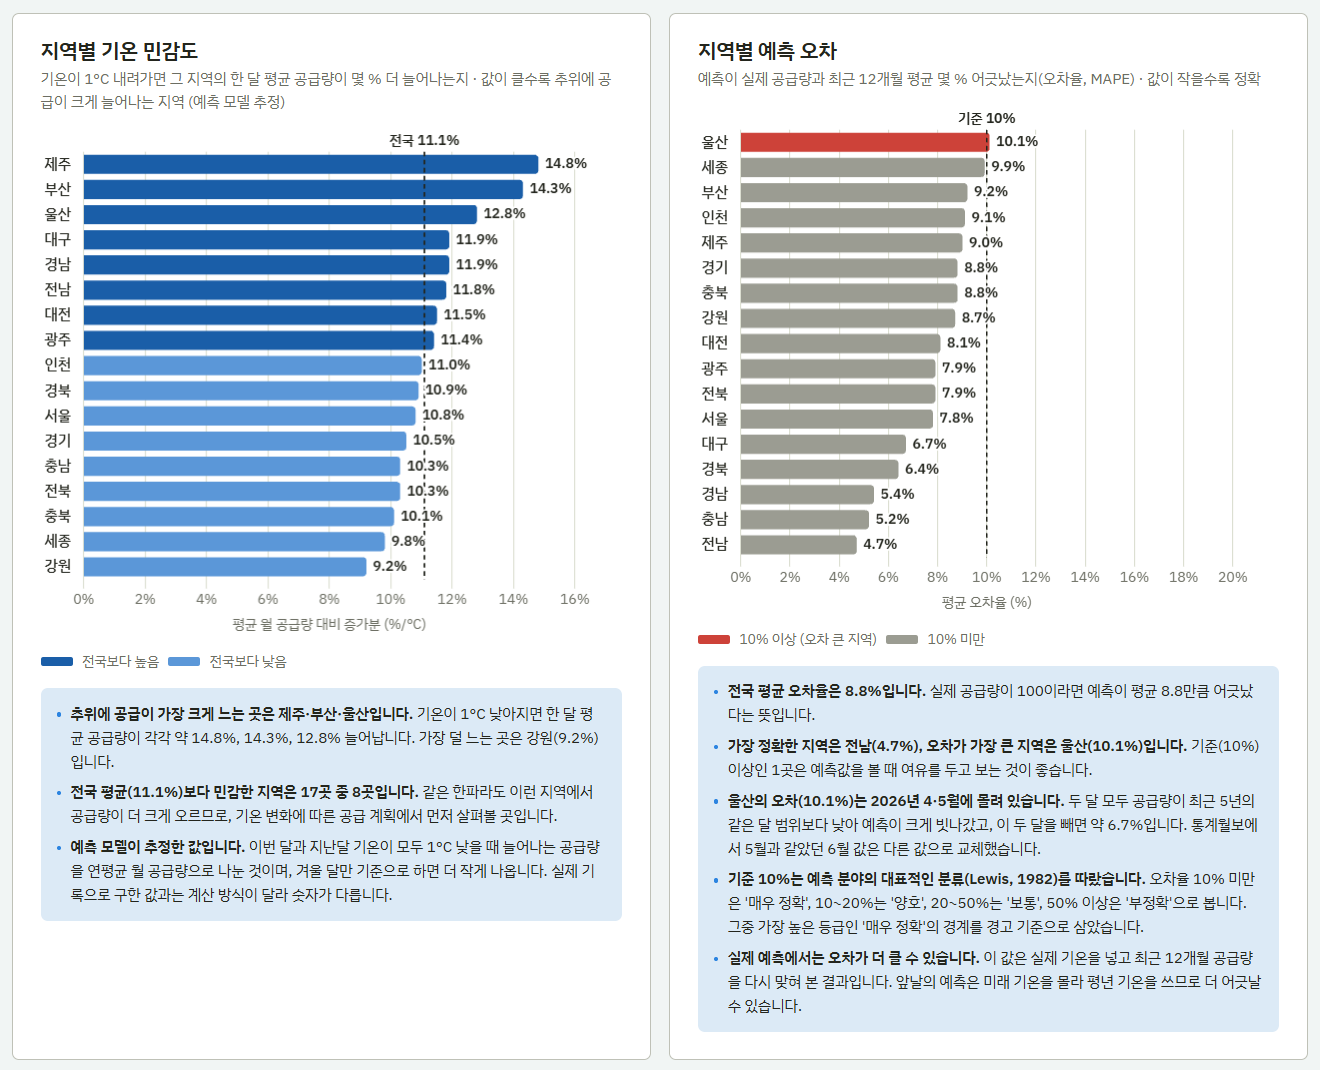 지역별 기온 민감도
기온이 1°C 내려가면 그 지역의 한 달 평균 공급량이 몇 % 더 늘어나는지 · 값이 클수록 추위에 공
급이 크게 늘어나는 지역 (예측 모델 추정)
전국 11.1%
제주 14.8%
부산 14.3%
울산 12.8%
대구 11.9%
경남 11.9%
전남 11.8%
대전 11.5%
광주 11.4%
인천 11.0%
경북 10.9%
서울 10.8%
경기 10.5%
충남 10.3%
전북 10.3%
충북 10.1%
세종 9.8%
강원 9.2%
0% 2% 4% 6% 8% 10% 12% 14% 16%
평균 월 공급량 대비 증가분 (%/°C)
전국보다 높음 전국보다 낮음
• 추위에 공급이 가장 크게 느는 곳은 제주·부산·울산입니다. 기온이 1°C 낮아지면 한 달 평
균 공급량이 각각 약 14.8%, 14.3%, 12.8% 늘어납니다. 가장 덜 느는 곳은 강원(9.2%)
입니다.
• 전국 평균(11.1%)보다 민감한 지역은 17곳 중 8곳입니다. 같은 한파라도 이런 지역에서
공급량이 더 크게 오르므로, 기온 변화에 따른 공급 계획에서 먼저 살펴볼 곳입니다.
• 예측 모델이 추정한 값입니다. 이번 달과 지난달 기온이 모두 1°C 낮을 때 늘어나는 공급량
을 연평균 월 공급량으로 나눈 것이며, 겨울 달만 기준으로 하면 더 작게 나옵니다. 실제 기
록으로 구한 값과는 계산 방식이 달라 숫자가 다릅니다.
지역별 예측 오차
예측이 실제 공급량과 최근 12개월 평균 몇 % 어긋났는지(오차율, MAPE) · 값이 작을수록 정확
기준 10%
울산 10.1%
세종 9.9%
부산 9.2%
인천 9.1%
제주 9.0%
경기 8.8%
충북 8.8%
강원 8.7%
대전 8.1%
광주 7.9%
전북 7.9%
서울 7.8%
대구 6.7%
경북 6.4%
경남 5.4%
충남 5.2%
전남 4.7%
0% 2% 4% 6% 8% 10% 12% 14% 16% 18% 20%
평균 오차율 (%)
10% 이상 (오차 큰 지역) 10% 미만
• 전국 평균 오차율은 8.8%입니다. 실제 공급량이 100이라면 예측이 평균 8.8만큼 어긋났
다는 뜻입니다.
• 가장 정확한 지역은 전남(4.7%), 오차가 가장 큰 지역은 울산(10.1%)입니다. 기준(10%)
이상인 1곳은 예측값을 볼 때 여유를 두고 보는 것이 좋습니다.
• 울산의 오차(10.1%)는 2026년 4·5월에 몰려 있습니다. 두 달 모두 공급량이 최근 5년의
같은 달 범위보다 낮아 예측이 크게 빗나갔고, 이 두 달을 빼면 약 6.7%입니다. 통계월보에
서 5월과 같았던 6월 값은 다른 값으로 교체했습니다.
• 기준 10%는 예측 분야의 대표적인 분류(Lewis, 1982)를 따랐습니다. 오차율 10% 미만
은 '매우 정확', 10~20%는 '양호', 20~50%는 '보통', 50% 이상은 '부정확'으로 봅니다.
그중 가장 높은 등급인 '매우 정확'의 경계를 경고 기준으로 삼았습니다.
• 실제 예측에서는 오차가 더 클 수 있습니다. 이 값은 실제 기온을 넣고 최근 12개월 공급량
을 다시 맞혀 본 결과입니다. 앞날의 예측은 미래 기온을 몰라 평년 기온을 쓰므로 더 어긋날
수 있습니다.